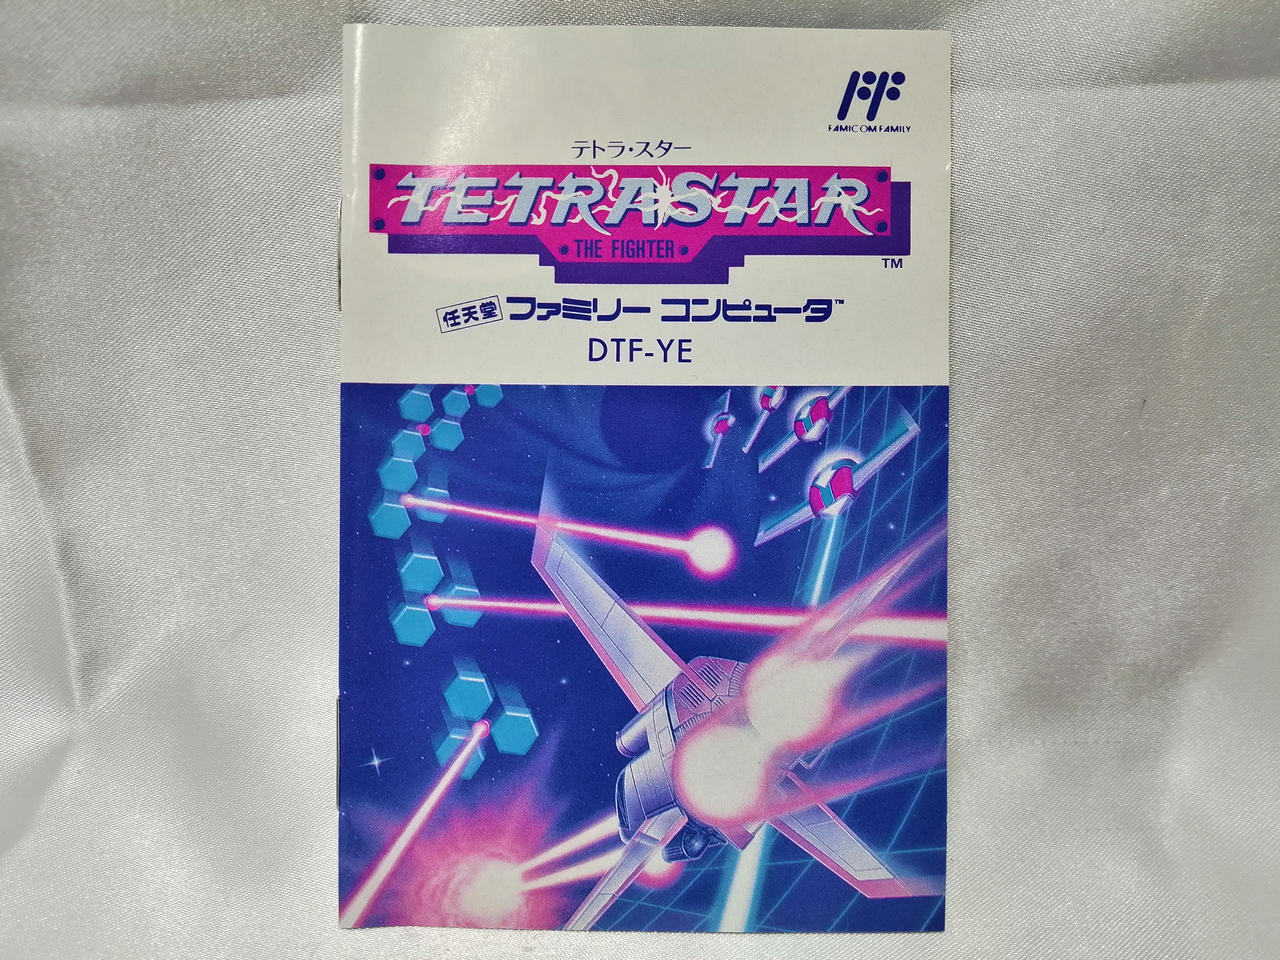 FAMICOM FAMILY
テトラ・スター
TETRASTAR
THE FIGHTER
TM
任天堂 ファミリー コンピュータ™
DTF-YE